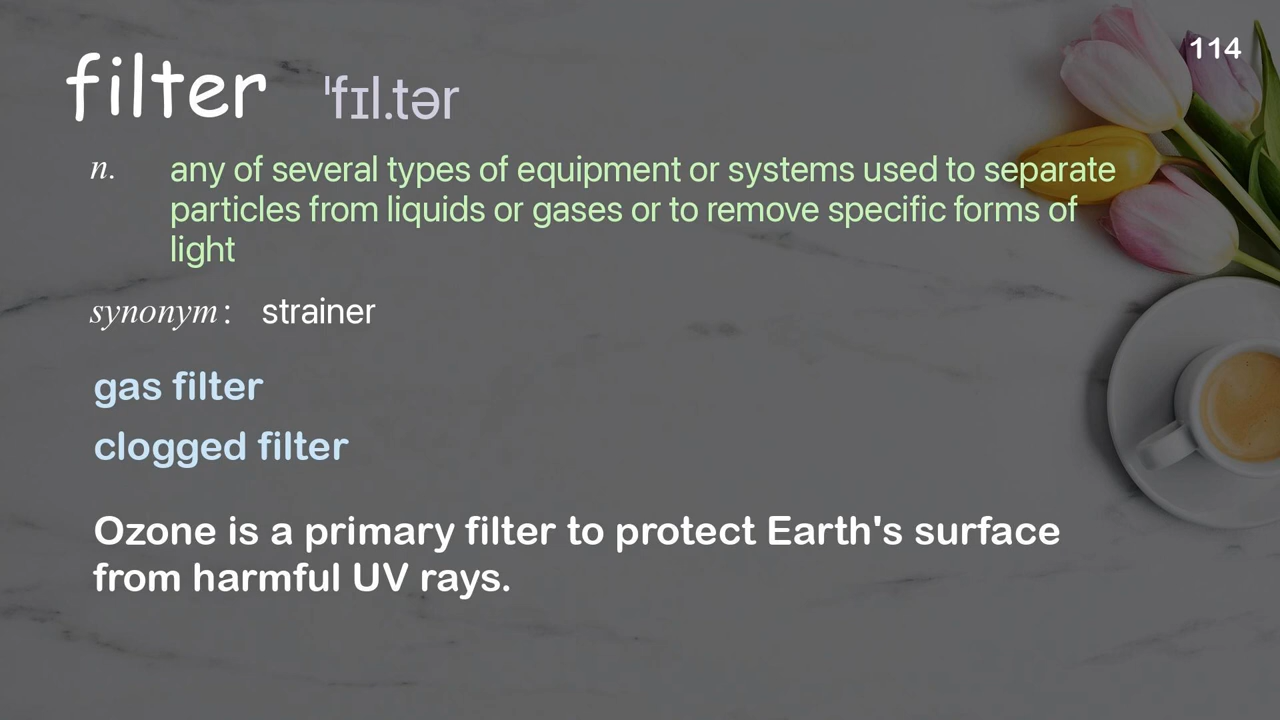 filter ˈfɪl.tər
114
n. any of several types of equipment or systems used to separate
particles from liquids or gases or to remove specific forms of
light
synonym: strainer
gas filter
clogged filter
Ozone is a primary filter to protect Earth's surface
from harmful UV rays.